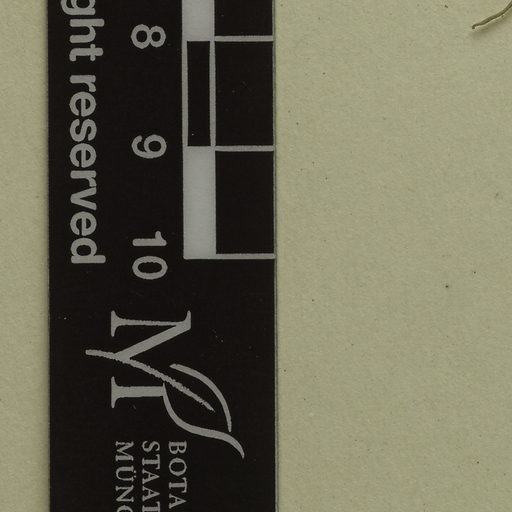 ght reserved
8
9
10
M
BOTA
STAAT
MÜNC